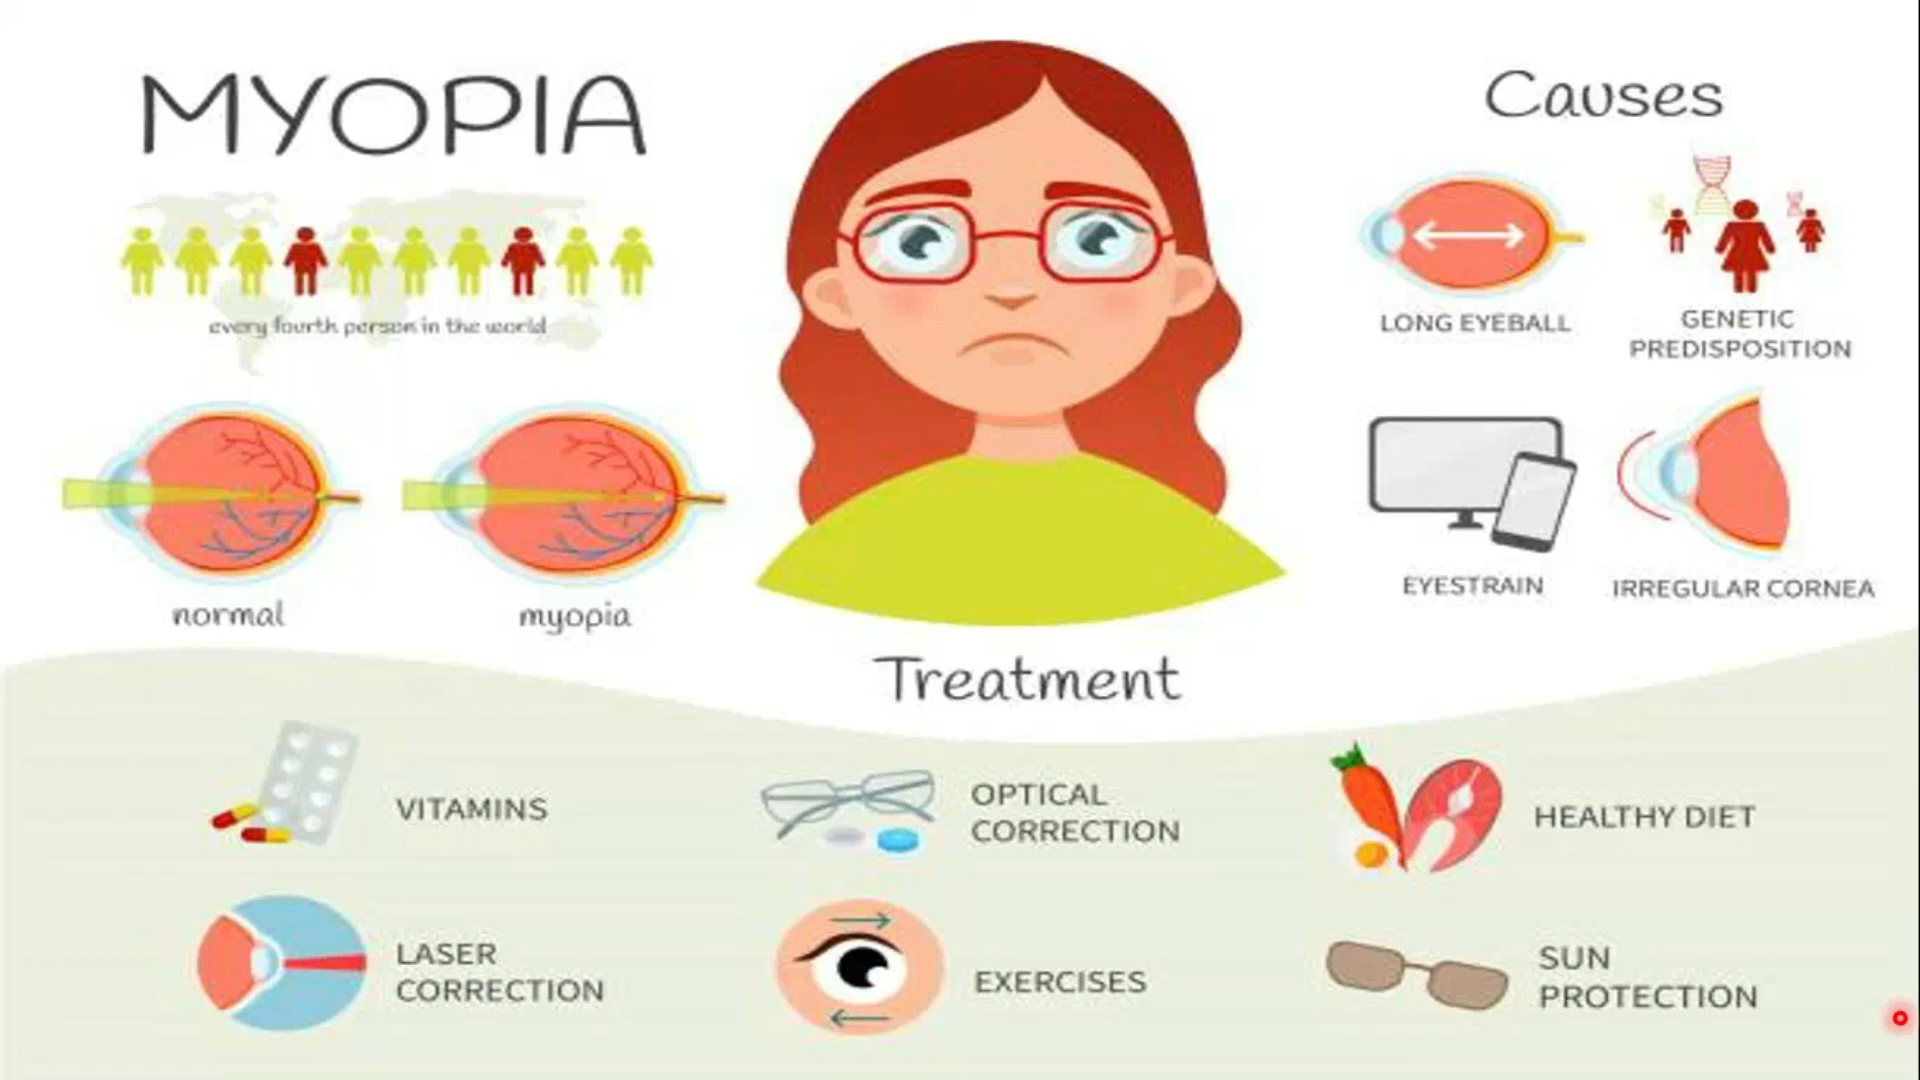 MYOPIA
every fourth person in the world
normal
myopia
Causes
LONG EYEBALL
GENETIC
PREDISPOSITION
EYESTRAIN
IRREGULAR CORNEA
Treatment
VITAMINS
OPTICAL
CORRECTION
HEALTHY DIET
LASER
CORRECTION
EXERCISES
SUN
PROTECTION